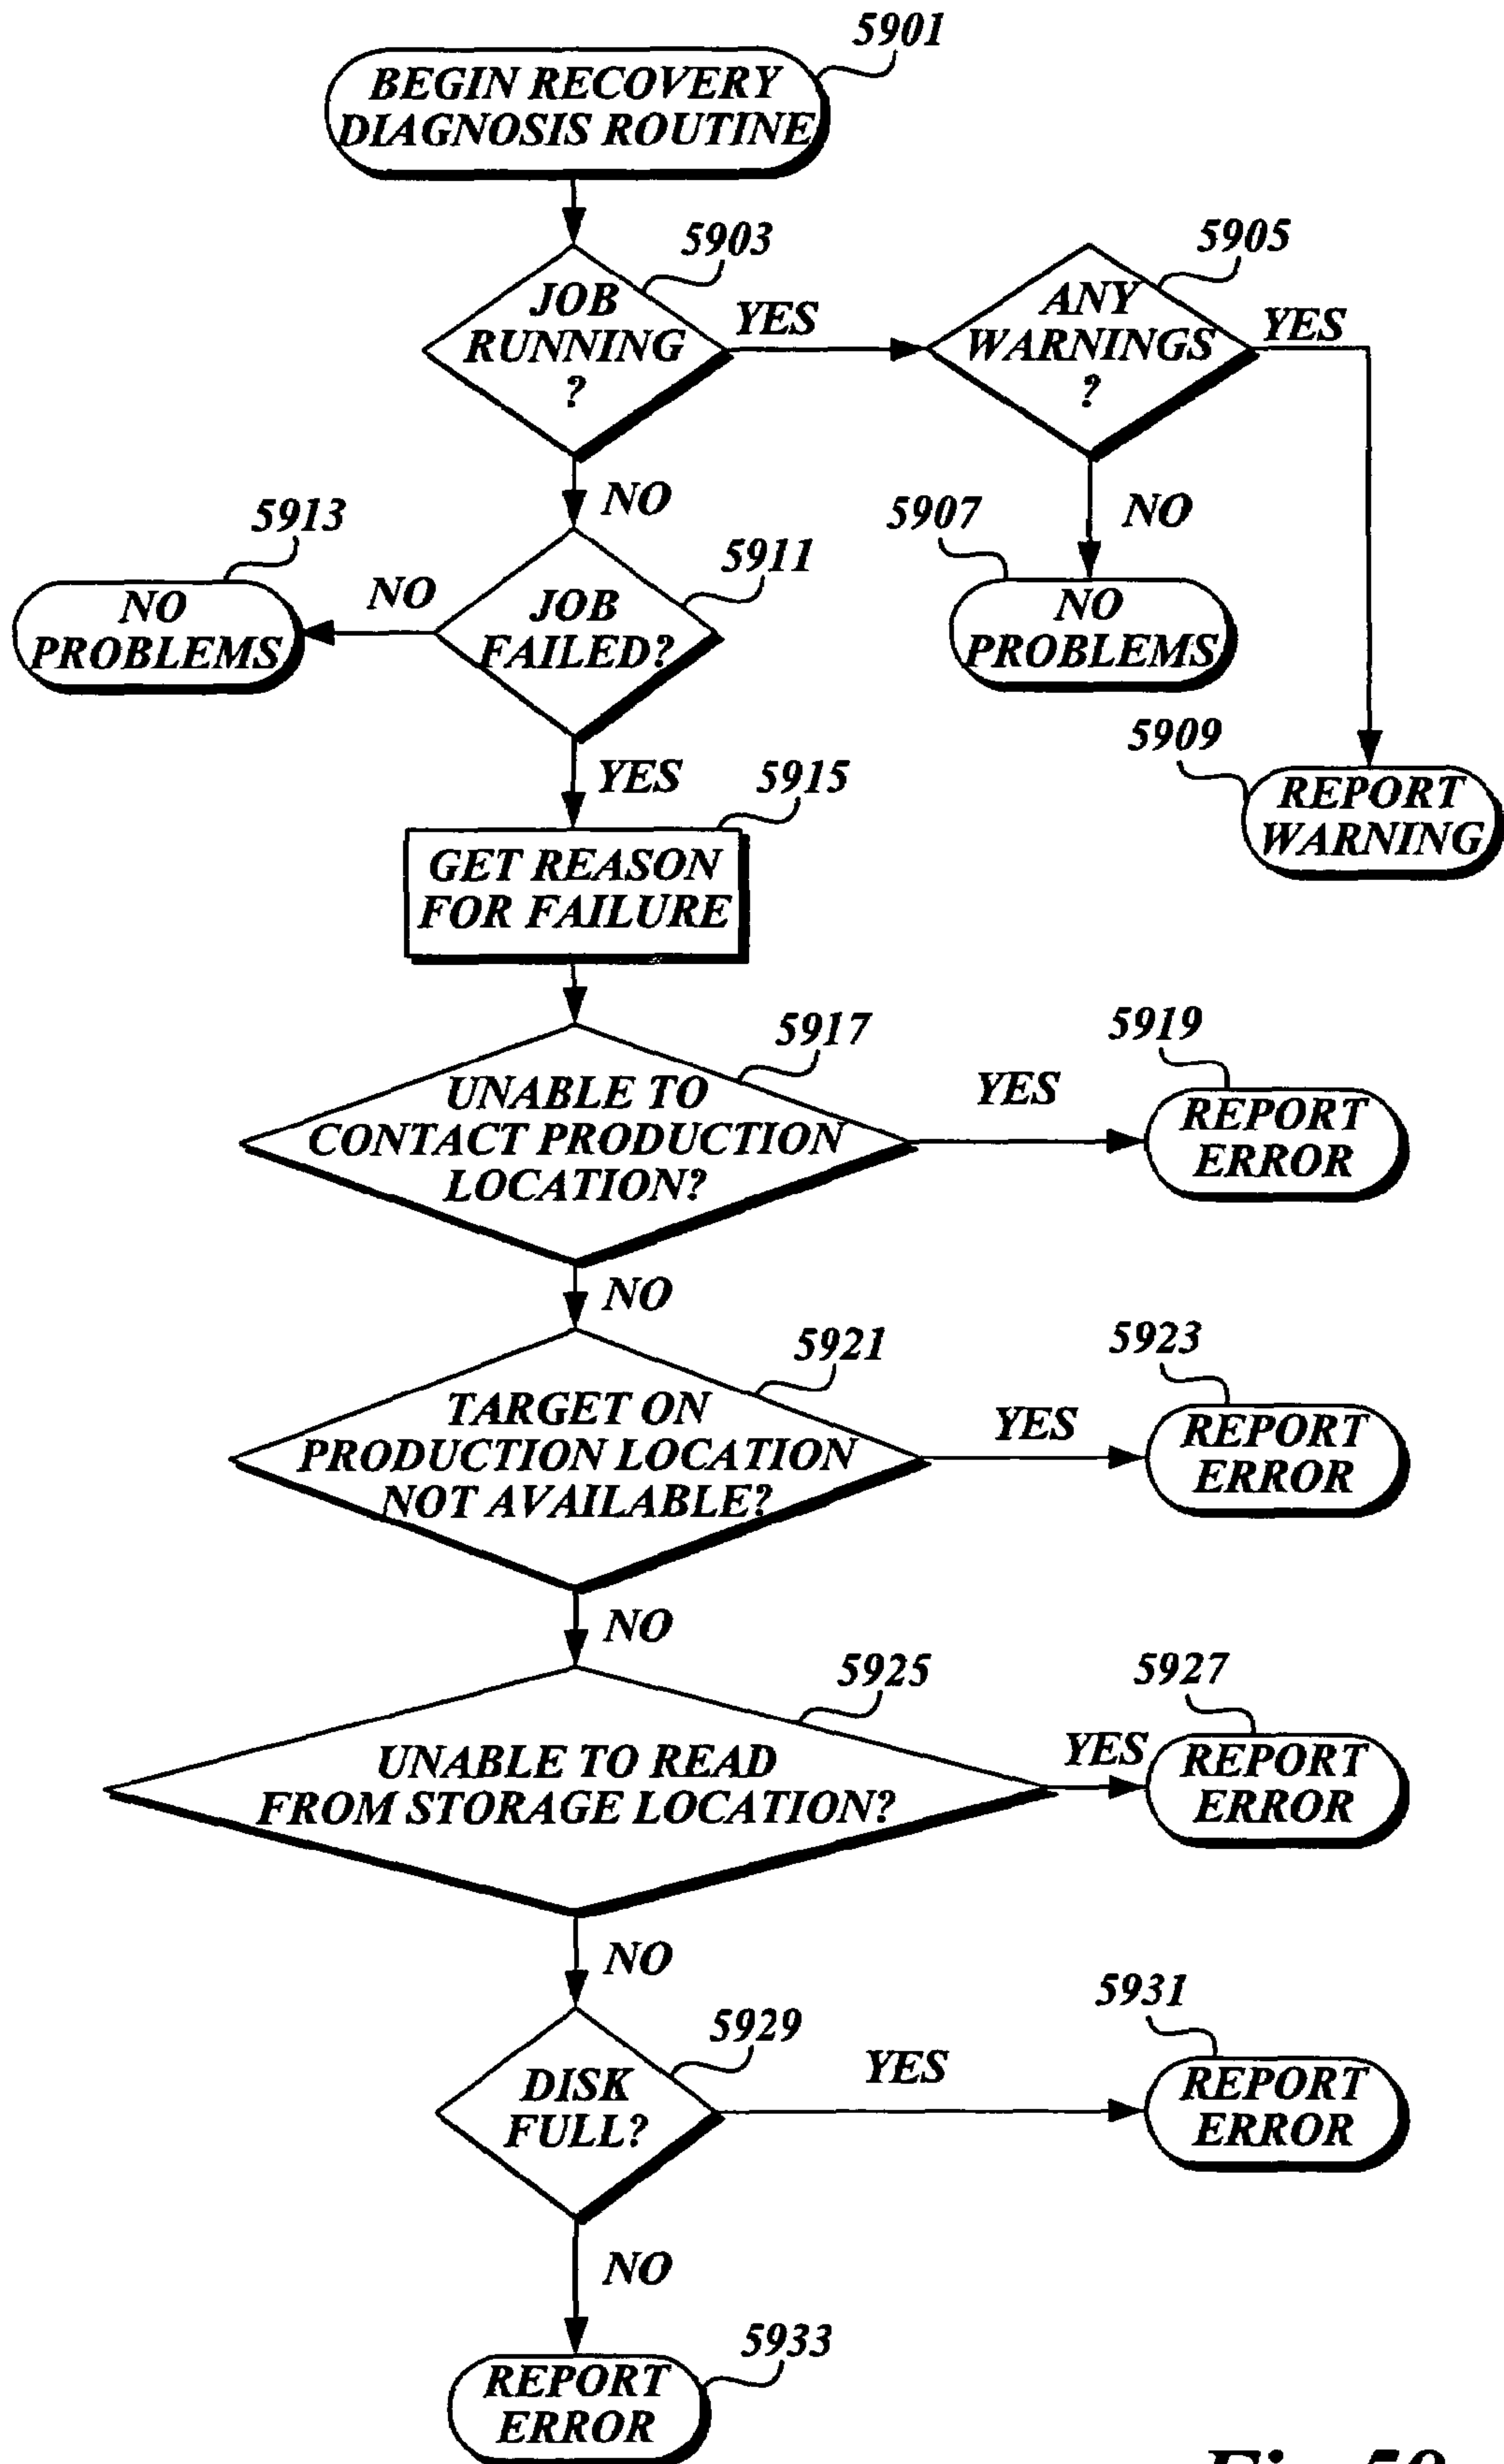 5901
BEGIN RECOVERY
DIAGNOSIS ROUTINE
5903
JOB
RUNNING
?
YES
5905
ANY
WARNINGS
?
YES
NO
5907
NO
PROBLEMS
5909
REPORT
WARNING
NO
5911
JOB
FAILED?
NO
5913
NO
PROBLEMS
YES
5915
GET REASON
FOR FAILURE
5917
UNABLE TO
CONTACT PRODUCTION
LOCATION?
YES
5919
REPORT
ERROR
NO
5921
TARGET ON
PRODUCTION LOCATION
NOT AVAILABLE?
YES
5923
REPORT
ERROR
NO
5925
UNABLE TO READ
FROM STORAGE LOCATION?
YES
5927
REPORT
ERROR
NO
5929
DISK
FULL?
YES
5931
REPORT
ERROR
NO
5933
REPORT
ERROR